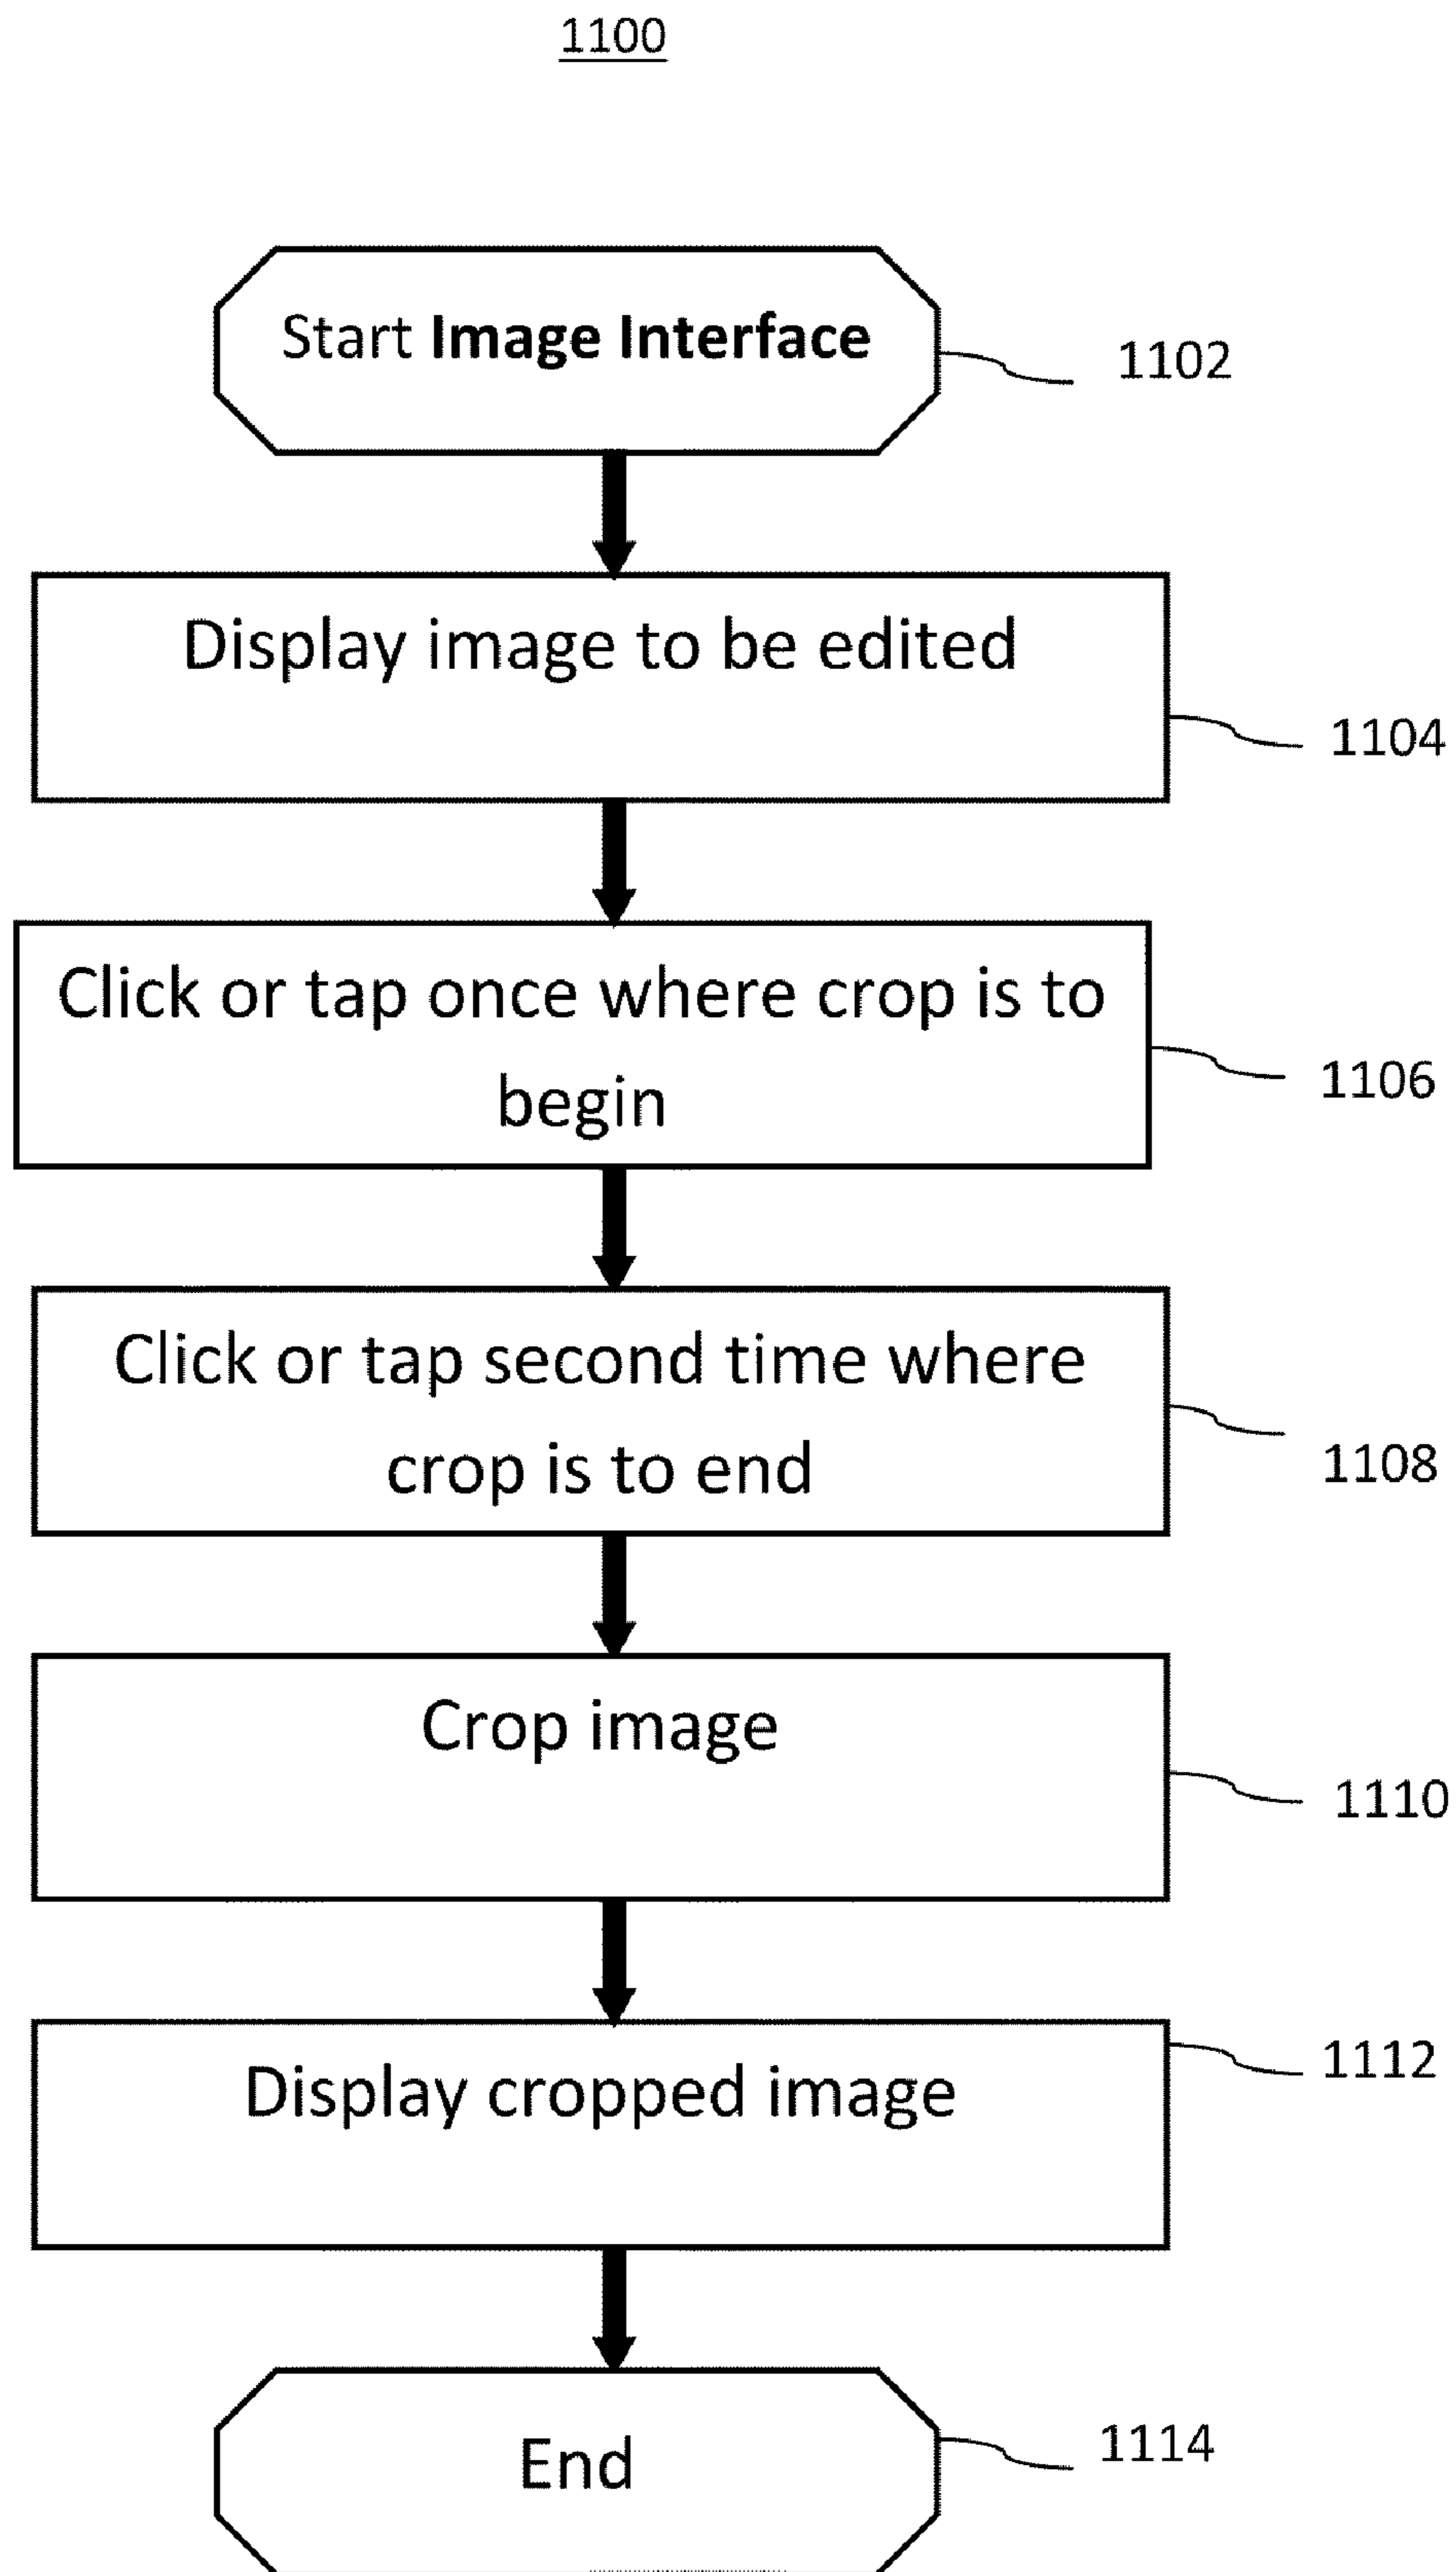 1100
Start Image Interface
1102
Display image to be edited
1104
Click or tap once where crop is to
begin
1106
Click or tap second time where
crop is to end
1108
Crop image
1110
Display cropped image
1112
End
1114